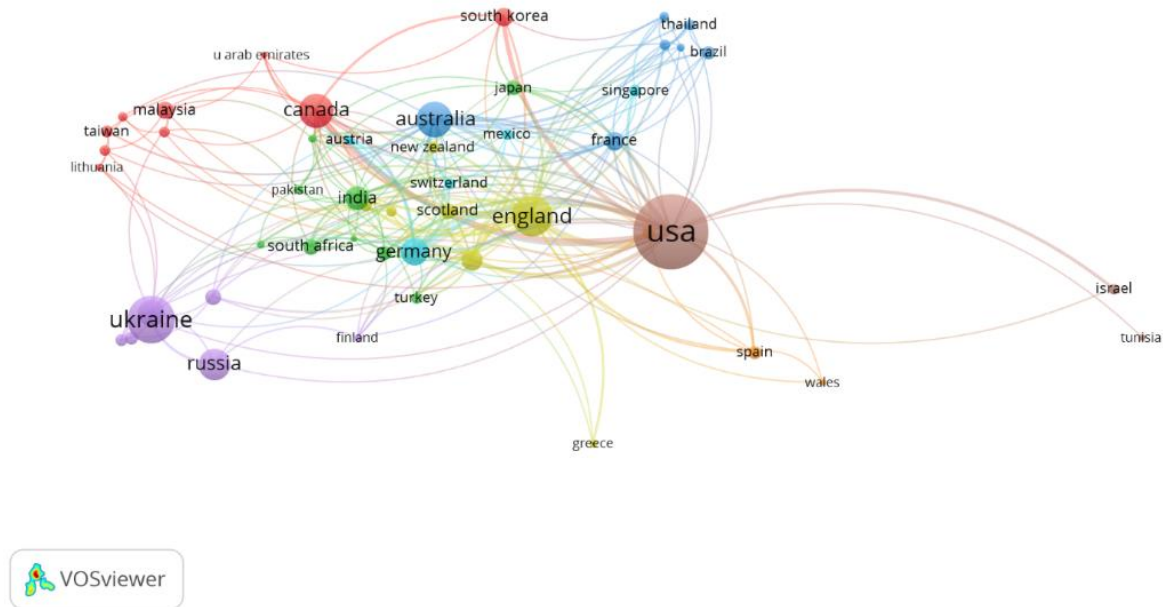 south korea
thailand
brazil
u arab emirates
japan
singapore
malaysia
canada
australia
taiwan
austria
new zealand
mexico
france
lithuania
pakistan
india
switzerland
scotland
england
usa
south africa
germany
turkey
israel
ukraine
finland
tunisia
russia
spain
wales
greece
VOSviewer